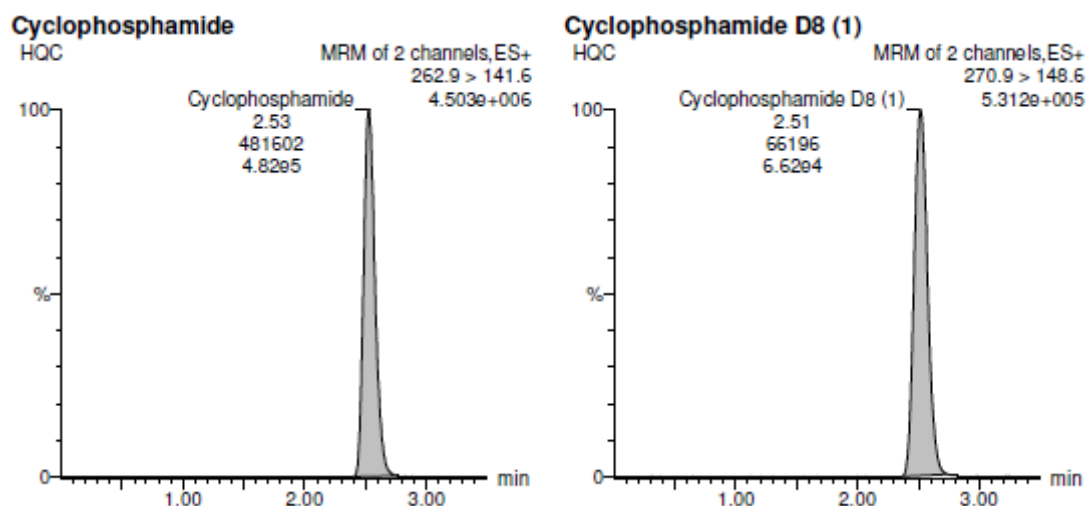 Cyclophosphamide
HQC
MRM of 2 channels,ES+
262.9 > 141.6
4.503e+006
Cyclophosphamide
2.53
481602
4.82e5
100
%
0
1.00
2.00
3.00
min
Cyclophosphamide D8 (1)
HQC
MRM of 2 channels,ES+
270.9 > 148.6
5.312e+005
Cyclophosphamide D8 (1)
2.51
66196
6.62e4
100
%
0
1.00
2.00
3.00
min